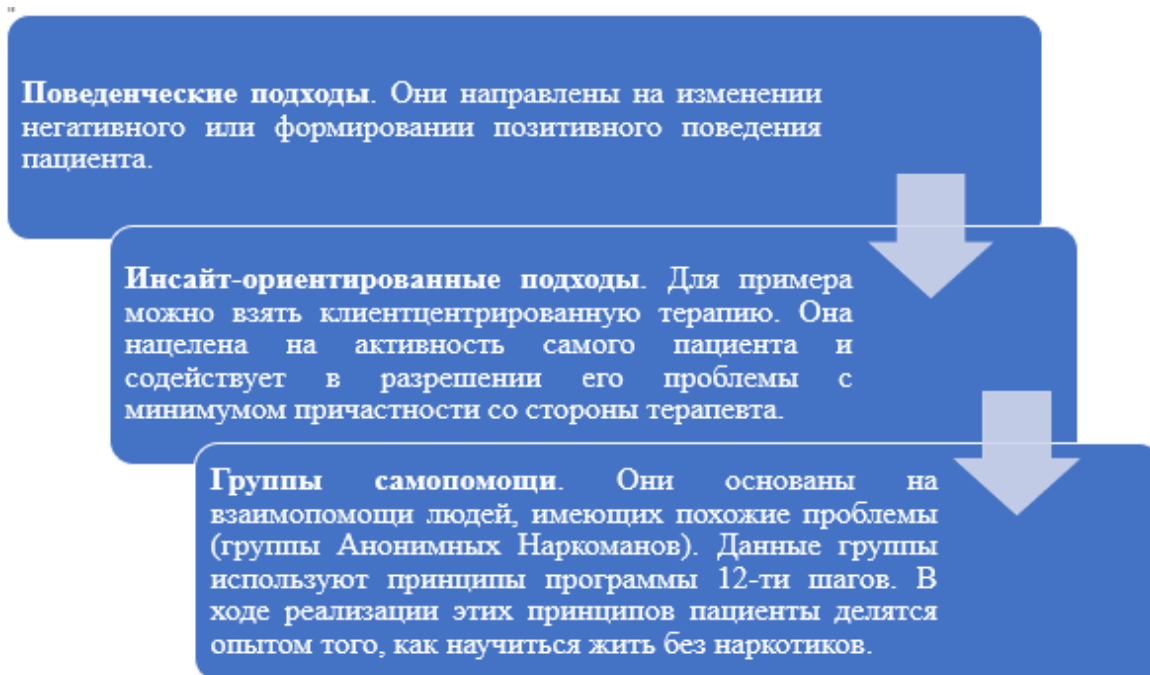 Поведенческие подходы. Они направлены на изменении
негативного или формировании позитивного поведения
пациента.
Инсайт-ориентированные подходы. Для примера
можно взять клиентцентрированную терапию. Она
нацелена на активность самого пациента и
содействует в разрешении его проблемы с
минимумом причастности со стороны терапевта.
Группы самопомощи. Они основаны на
взаимопомощи людей, имеющих похожие проблемы
(группы Анонимных Наркоманов). Данные группы
используют принципы программы 12-ти шагов. В
ходе реализации этих принципов пациенты делятся
опытом того, как научиться жить без наркотиков.